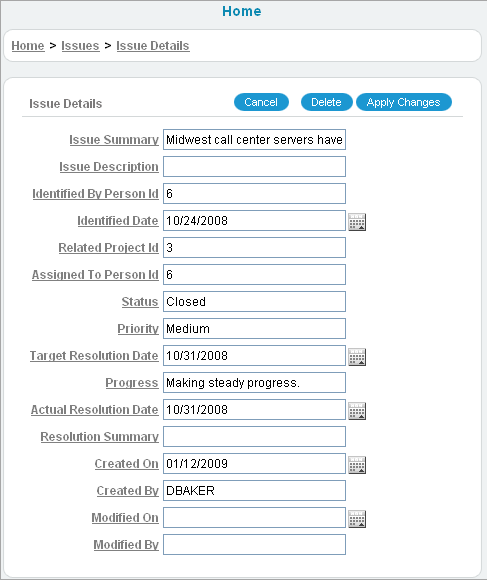 Home
Home > Issues > Issue Details
Issue Details Cancel Delete Apply Changes
Issue Summary Midwest call center servers have
Issue Description
Identified By Person Id 6
Identified Date 10/24/2008
Related Project Id 3
Assigned To Person Id 6
Status Closed
Priority Medium
Target Resolution Date 10/31/2008
Progress Making steady progress.
Actual Resolution Date 10/31/2008
Resolution Summary
Created On 01/12/2009
Created By DBAKER
Modified On
Modified By